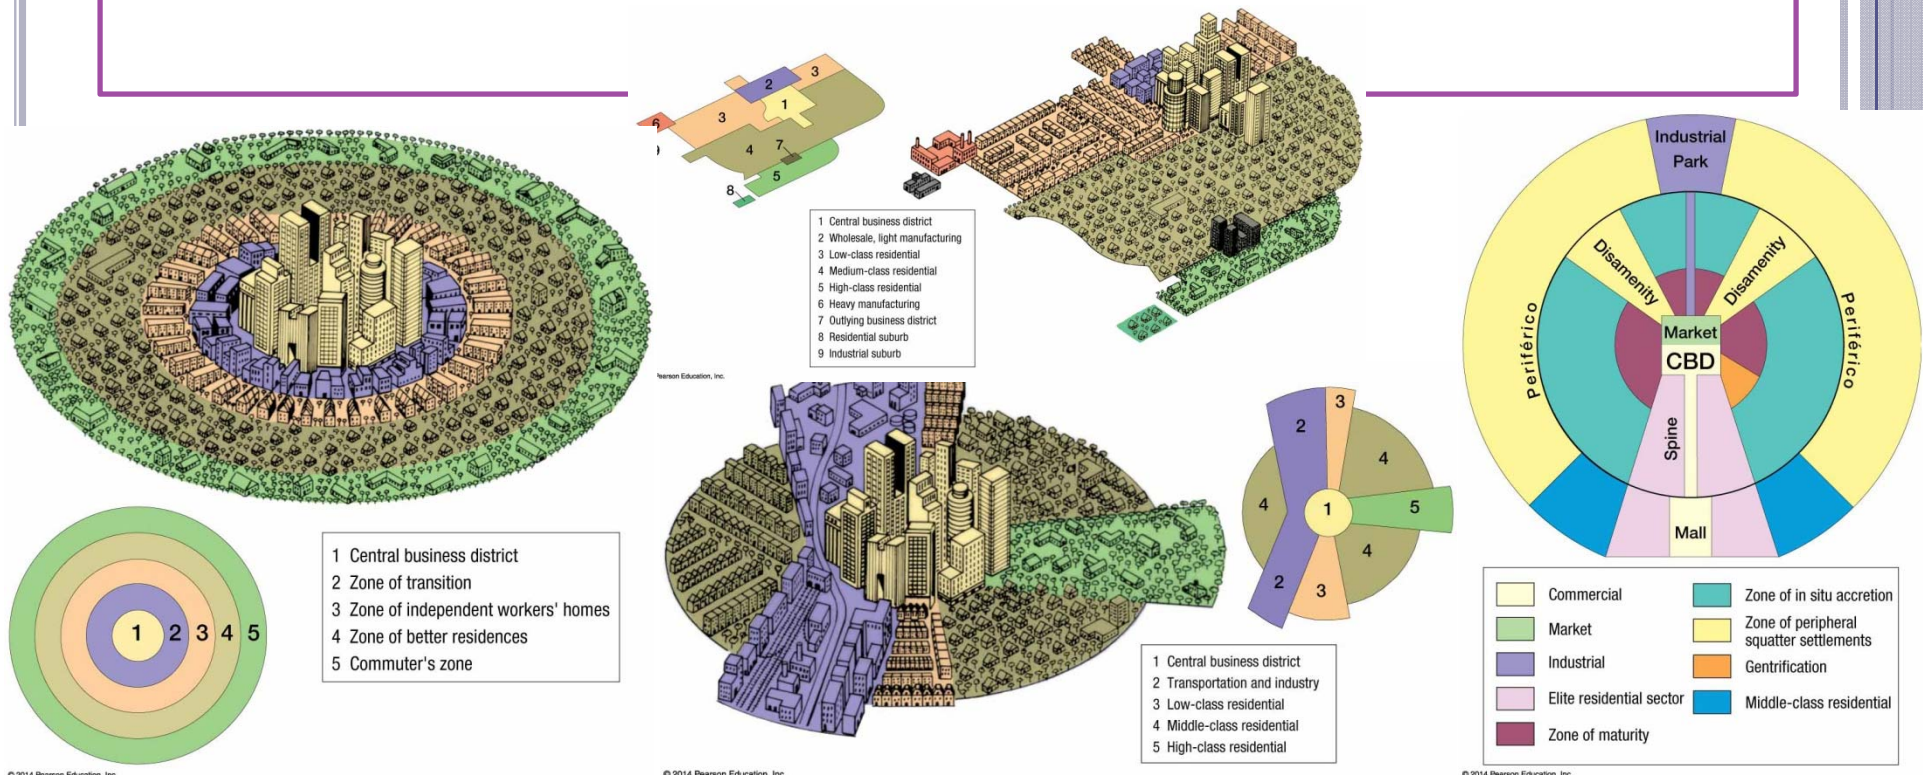 1
2
3
3
4
5
6
7
8
9
1 Central business district
2 Wholesale, light manufacturing
3 Low-class residential
4 Medium-class residential
5 High-class residential
6 Heavy manufacturing
7 Outlying business district
8 Residential suburb
9 Industrial suburb
Pearson Education, Inc.
1 2 3 4 5
1 Central business district
2 Zone of transition
3 Zone of independent workers' homes
4 Zone of better residences
5 Commuter's zone
© 2014 Pearson Education, Inc.
2
3
4
4
1
5
4
2
3
1 Central business district
2 Transportation and industry
3 Low-class residential
4 Middle-class residential
5 High-class residential
© 2014 Pearson Education, Inc.
Industrial
Park
Disamenity
Disamenity
Periférico
Periférico
Market
CBD
Spine
Mall
Commercial
Market
Industrial
Elite residential sector
Zone of maturity
Zone of in situ accretion
Zone of peripheral
squatter settlements
Gentrification
Middle-class residential
© 2014 Pearson Education, Inc.